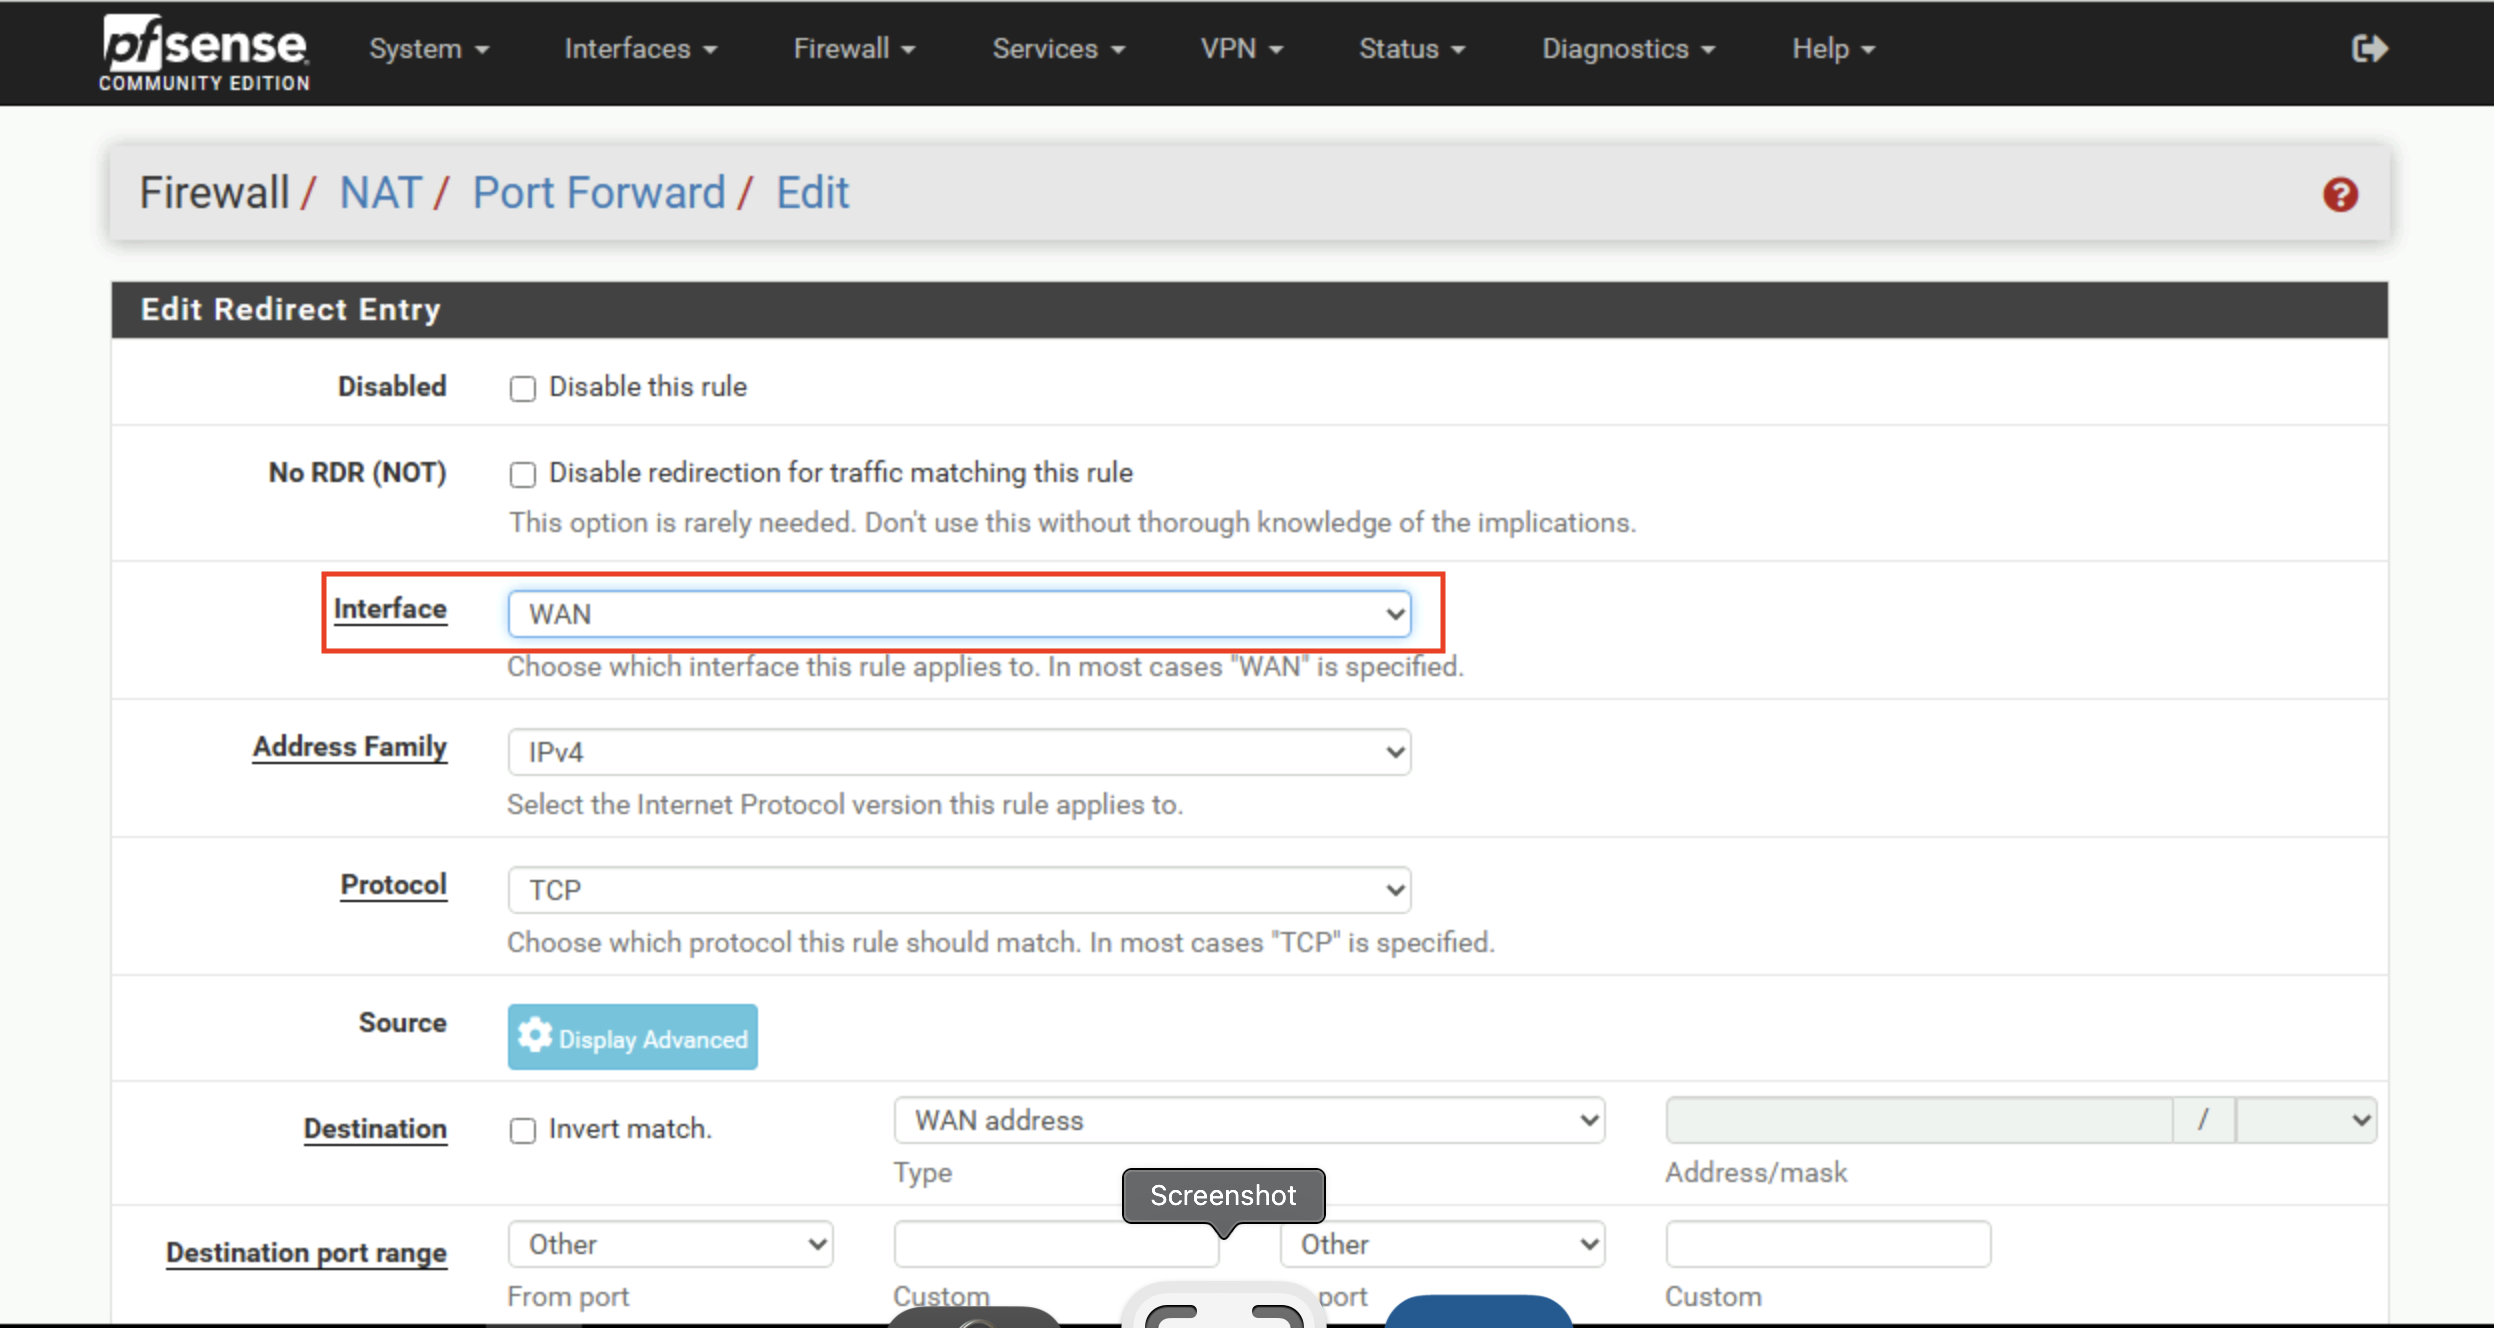 pfsense
COMMUNITY EDITION
System
Interfaces
Firewall
Services
VPN
Status
Diagnostics
Help
Firewall / NAT / Port Forward / Edit
?
Edit Redirect Entry
Disabled
Disable this rule
No RDR (NOT)
Disable redirection for traffic matching this rule
This option is rarely needed. Don't use this without thorough knowledge of the implications.
Interface
WAN
Choose which interface this rule applies to. In most cases "WAN" is specified.
Address Family
IPv4
Select the Internet Protocol version this rule applies to.
Protocol
TCP
Choose which protocol this rule should match. In most cases "TCP" is specified.
Source
Display Advanced
Destination
Invert match.
WAN address
/
Type
Address/mask
Screenshot
Destination port range
Other
Other
From port
Custom
port
Custom